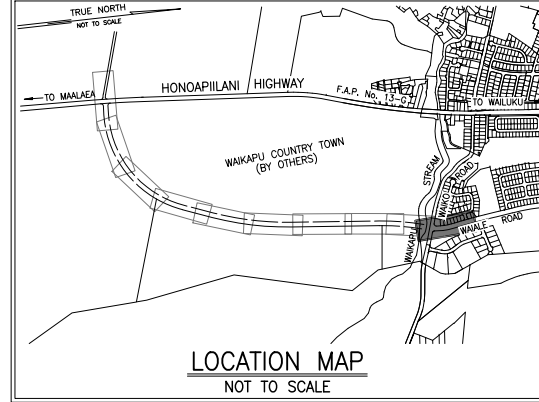 TRUE NORTH
NOT TO SCALE
TO MAALAEA
HONOAPIILANI HIGHWAY
F.A.P. No. 13-G
TO WAILUKU
WAIKAPU COUNTRY TOWN
(BY OTHERS)
WAIKAPU STREAM
WAIKO ROAD
WAIALE ROAD
LOCATION MAP
NOT TO SCALE